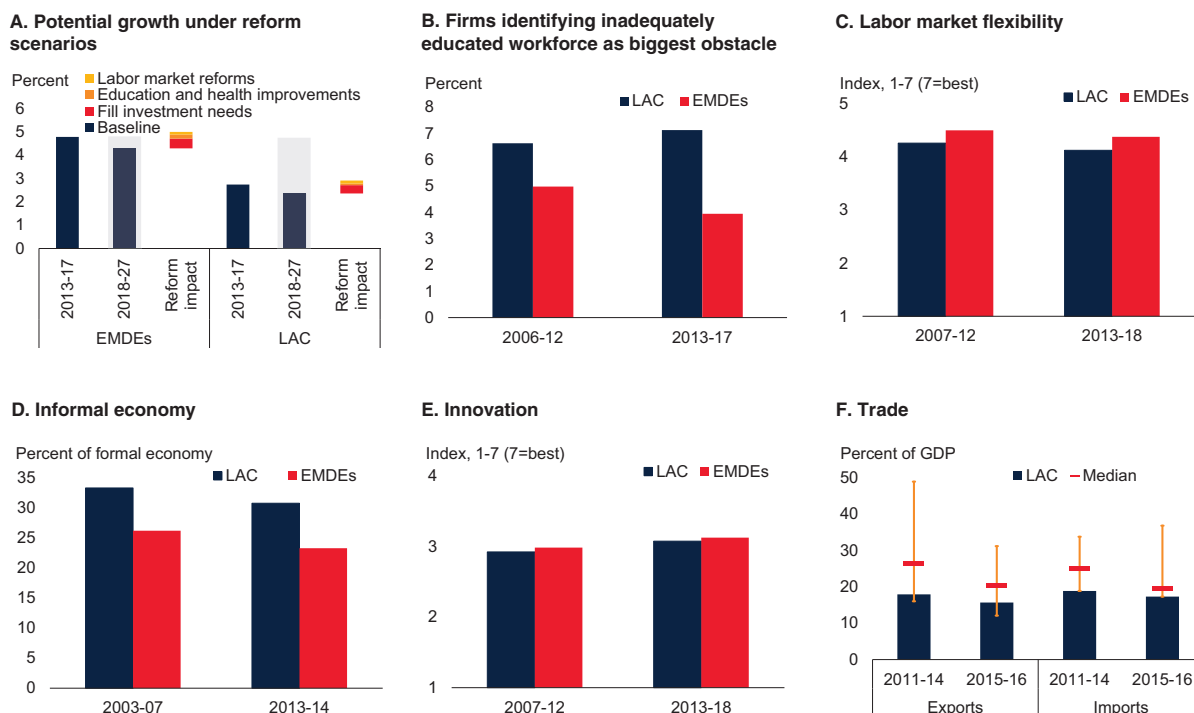 A. Potential growth under reform
scenarios
Percent
Labor market reforms
Education and health improvements
Fill investment needs
Baseline
6
5
4
3
2
1
0
2013-17
2018-27
Reform
impact
2013-17
2018-27
Reform
impact
EMDEs
LAC
B. Firms identifying inadequately
educated workforce as biggest obstacle
Percent
LAC
EMDEs
8
7
6
5
4
3
2
1
0
2006-12
2013-17
C. Labor market flexibility
Index, 1-7 (7=best)
LAC
EMDEs
5
4
3
2
1
2007-12
2013-18
D. Informal economy
Percent of formal economy
LAC
EMDEs
35
30
25
20
15
10
5
0
2003-07
2013-14
E. Innovation
Index, 1-7 (7=best)
LAC
EMDEs
4
3
2
1
2007-12
2013-18
F. Trade
Percent of GDP
LAC
Median
50
40
30
20
10
0
2011-14
2015-16
2011-14
2015-16
Exports
Imports